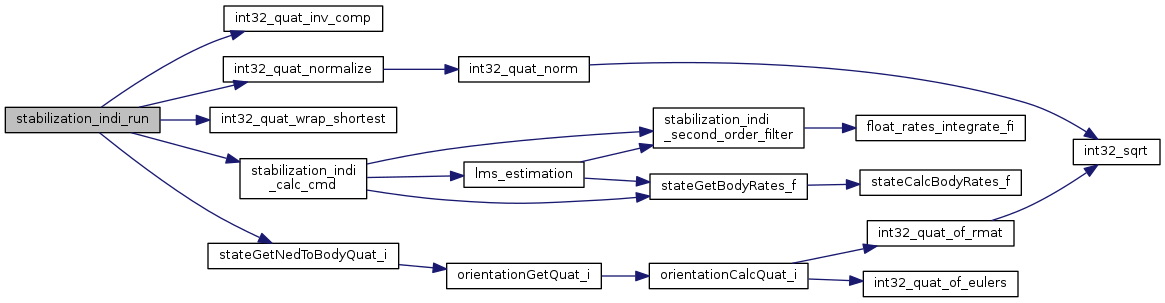 stabilization_indi_run
int32_quat_inv_comp
int32_quat_normalize
int32_quat_norm
int32_quat_wrap_shortest
stabilization_indi
_calc_cmd
stabilization_indi
_second_order_filter
float_rates_integrate_fi
int32_sqrt
lms_estimation
stateGetBodyRates_f
stateCalcBodyRates_f
stateGetNedToBodyQuat_i
orientationGetQuat_i
orientationCalcQuat_i
int32_quat_of_rmat
int32_quat_of_eulers